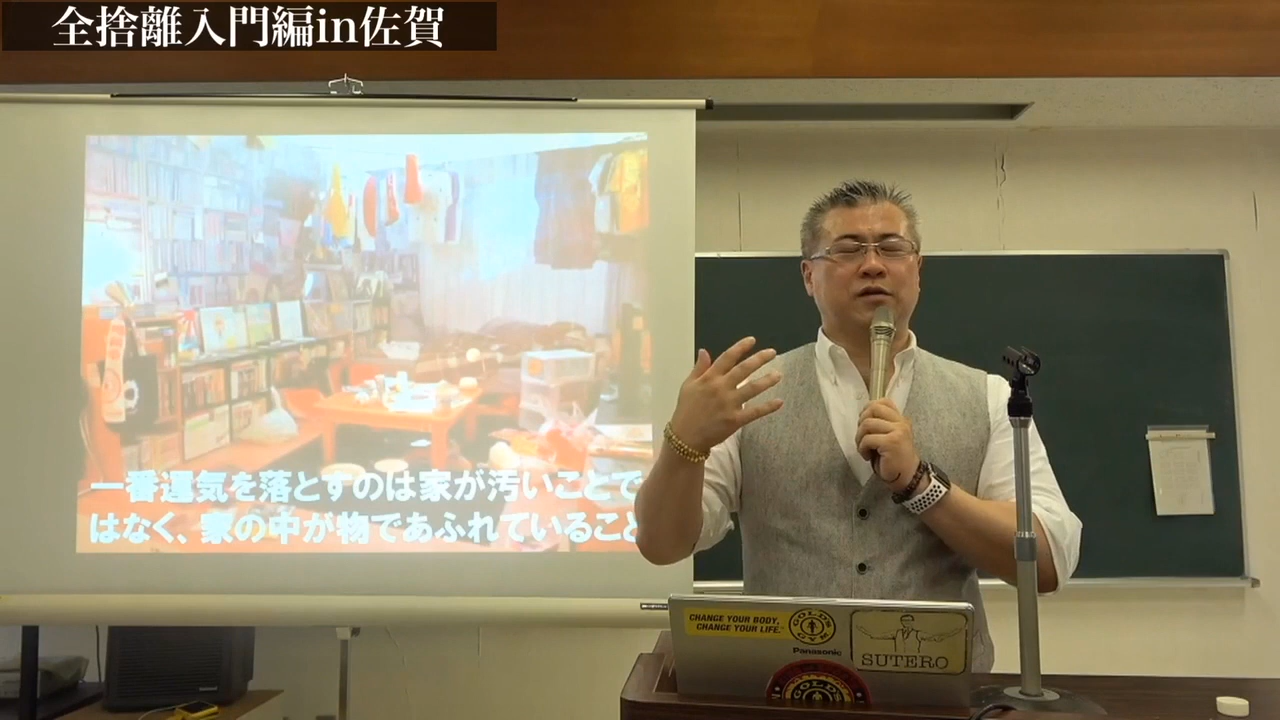 全捨離入門編in佐賀
一番運気を落とすのは家が汚いことで
はなく、家の中が物であふれていること
CHANGE YOUR BODY,
CHANGE YOUR LIFE.
GOLD'S GYM
Panasonic
SUTERO
GOLD'S